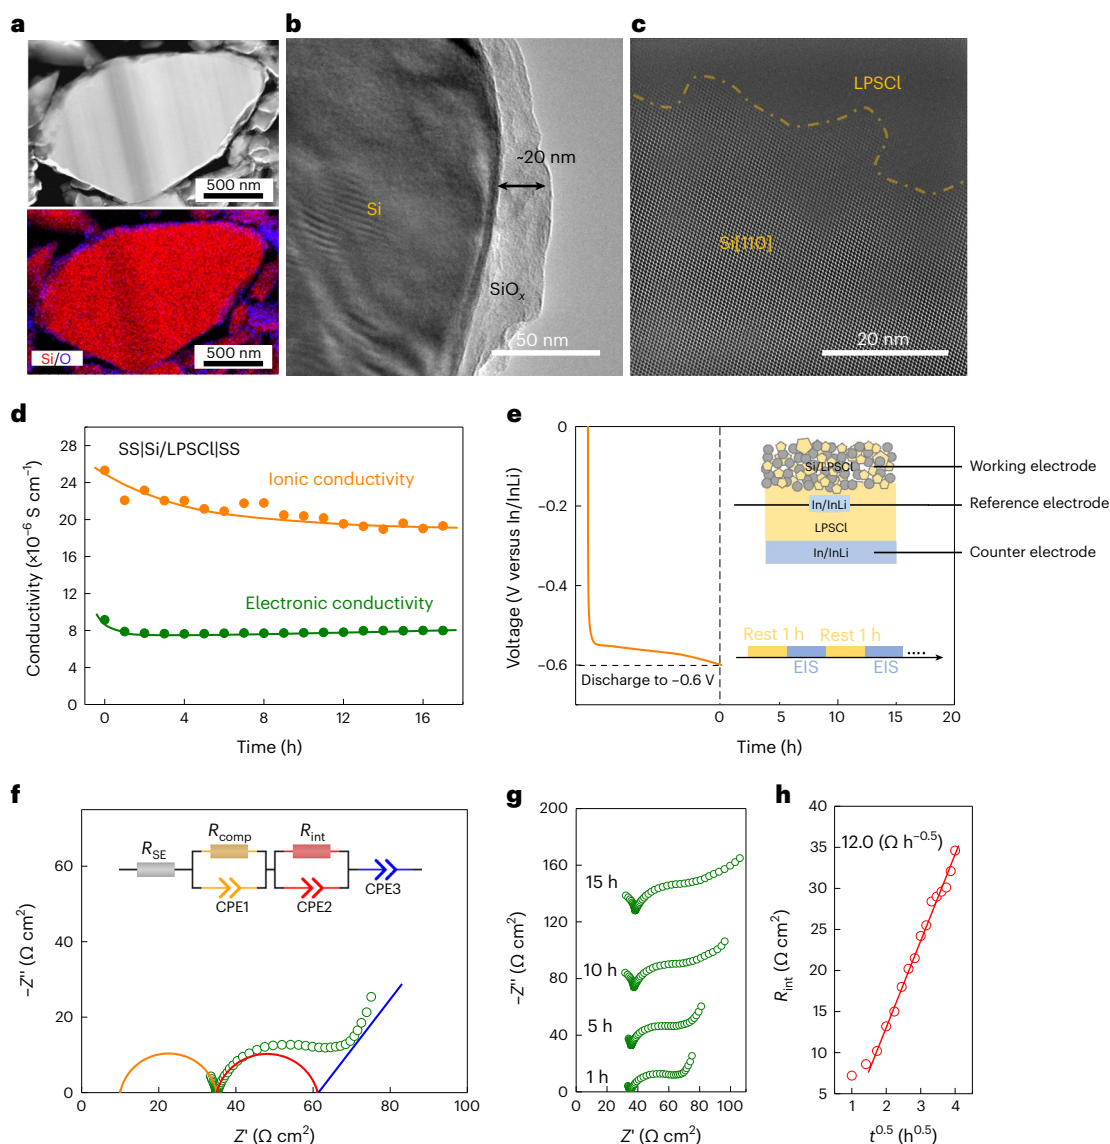 a
500 nm
Si/O
500 nm
b
Si
~20 nm
SiOx
50 nm
c
LPSCl
Si[110]
20 nm
d
SS|Si/LPSCl|SS
Ionic conductivity
Electronic conductivity
Conductivity (×10⁻⁶ S cm⁻¹)
28
24
20
16
12
8
4
0
0 4 8 12 16
Time (h)
e
Voltage (V versus In/InLi)
0
−0.2
−0.4
−0.6
Discharge to −0.6 V
Si/LPSCl
In/InLi
LPSCl
In/InLi
Working electrode
Reference electrode
Counter electrode
Rest 1 h Rest 1 h
EIS EIS
0 5 10 15 20
Time (h)
f
−Z″ (Ω cm²)
60
40
20
0
RSE
Rcomp
Rint
CPE1
CPE2
CPE3
0 20 40 60 80 100
Z′ (Ω cm²)
g
−Z″ (Ω cm²)
200
160
120
80
40
0
15 h
10 h
5 h
1 h
0 20 40 60 80 100
Z′ (Ω cm²)
h
Rint (Ω cm²)
40
35
30
25
20
15
10
5
12.0 (Ω h⁻⁰·⁵)
1 2 3 4
t⁰·⁵ (h⁰·⁵)